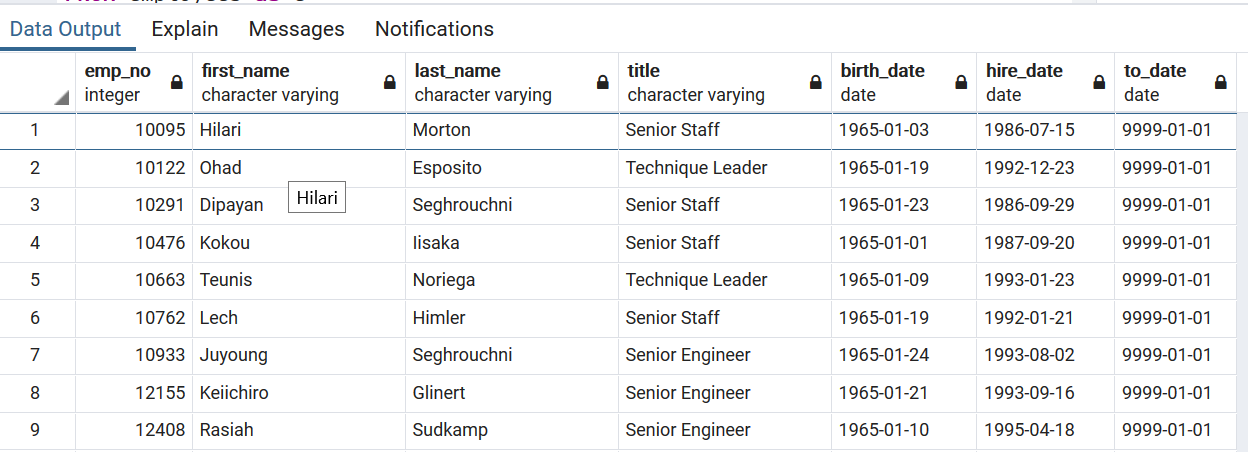 Data Output Explain Messages Notifications
emp_no first_name last_name title birth_date hire_date to_date
integer character varying character varying character varying date date date
1 10095 Hilari Morton Senior Staff 1965-01-03 1986-07-15 9999-01-01
2 10122 Ohad Esposito Technique Leader 1965-01-19 1992-12-23 9999-01-01
Hilari
3 10291 Dipayan Seghrouchni Senior Staff 1965-01-23 1986-09-29 9999-01-01
4 10476 Kokou Iisaka Senior Staff 1965-01-01 1987-09-20 9999-01-01
5 10663 Teunis Noriega Technique Leader 1965-01-09 1993-01-23 9999-01-01
6 10762 Lech Himler Senior Staff 1965-01-19 1992-01-21 9999-01-01
7 10933 Juyoung Seghrouchni Senior Engineer 1965-01-24 1993-08-02 9999-01-01
8 12155 Keiichiro Glinert Senior Engineer 1965-01-21 1993-09-16 9999-01-01
9 12408 Rasiah Sudkamp Senior Engineer 1965-01-10 1995-04-18 9999-01-01